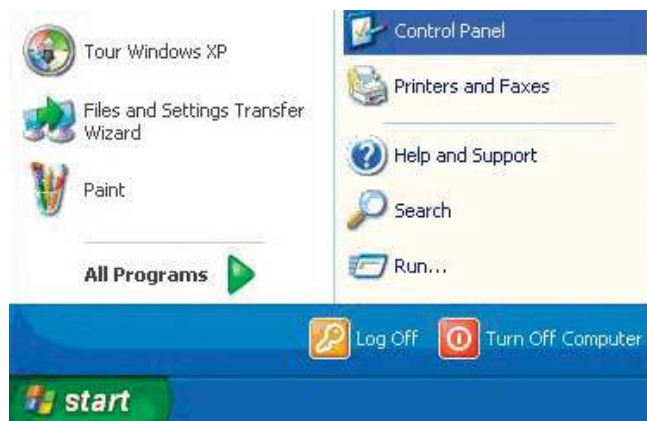 Tour Windows XP
Files and Settings Transfer
Wizard
Paint
All Programs
Control Panel
Printers and Faxes
Help and Support
Search
Run...
Log Off
Turn Off Computer
start